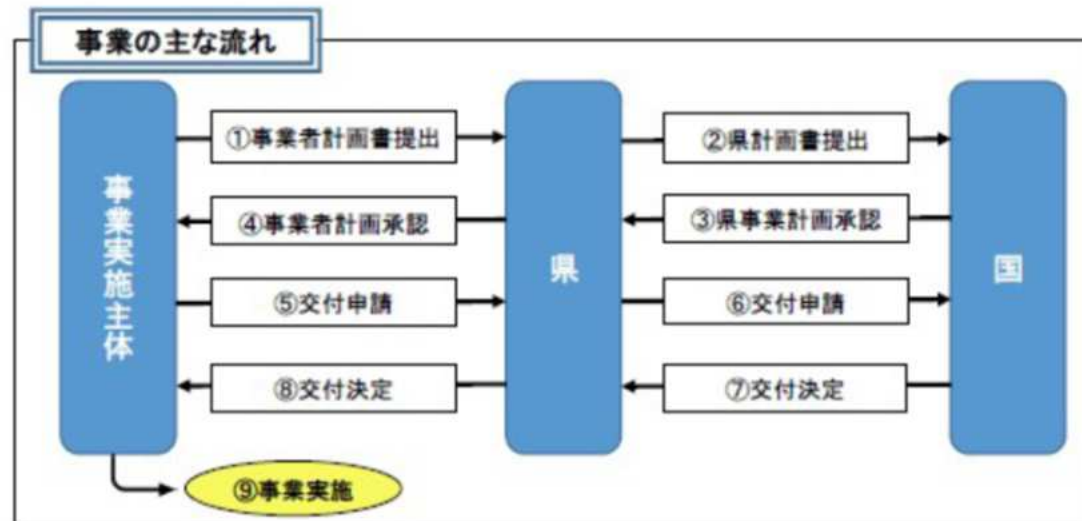 事業の主な流れ
事業実施主体
県
国
①事業者計画書提出
②県計画書提出
④事業者計画承認
③県事業計画承認
⑤交付申請
⑥交付申請
⑧交付決定
⑦交付決定
⑨事業実施